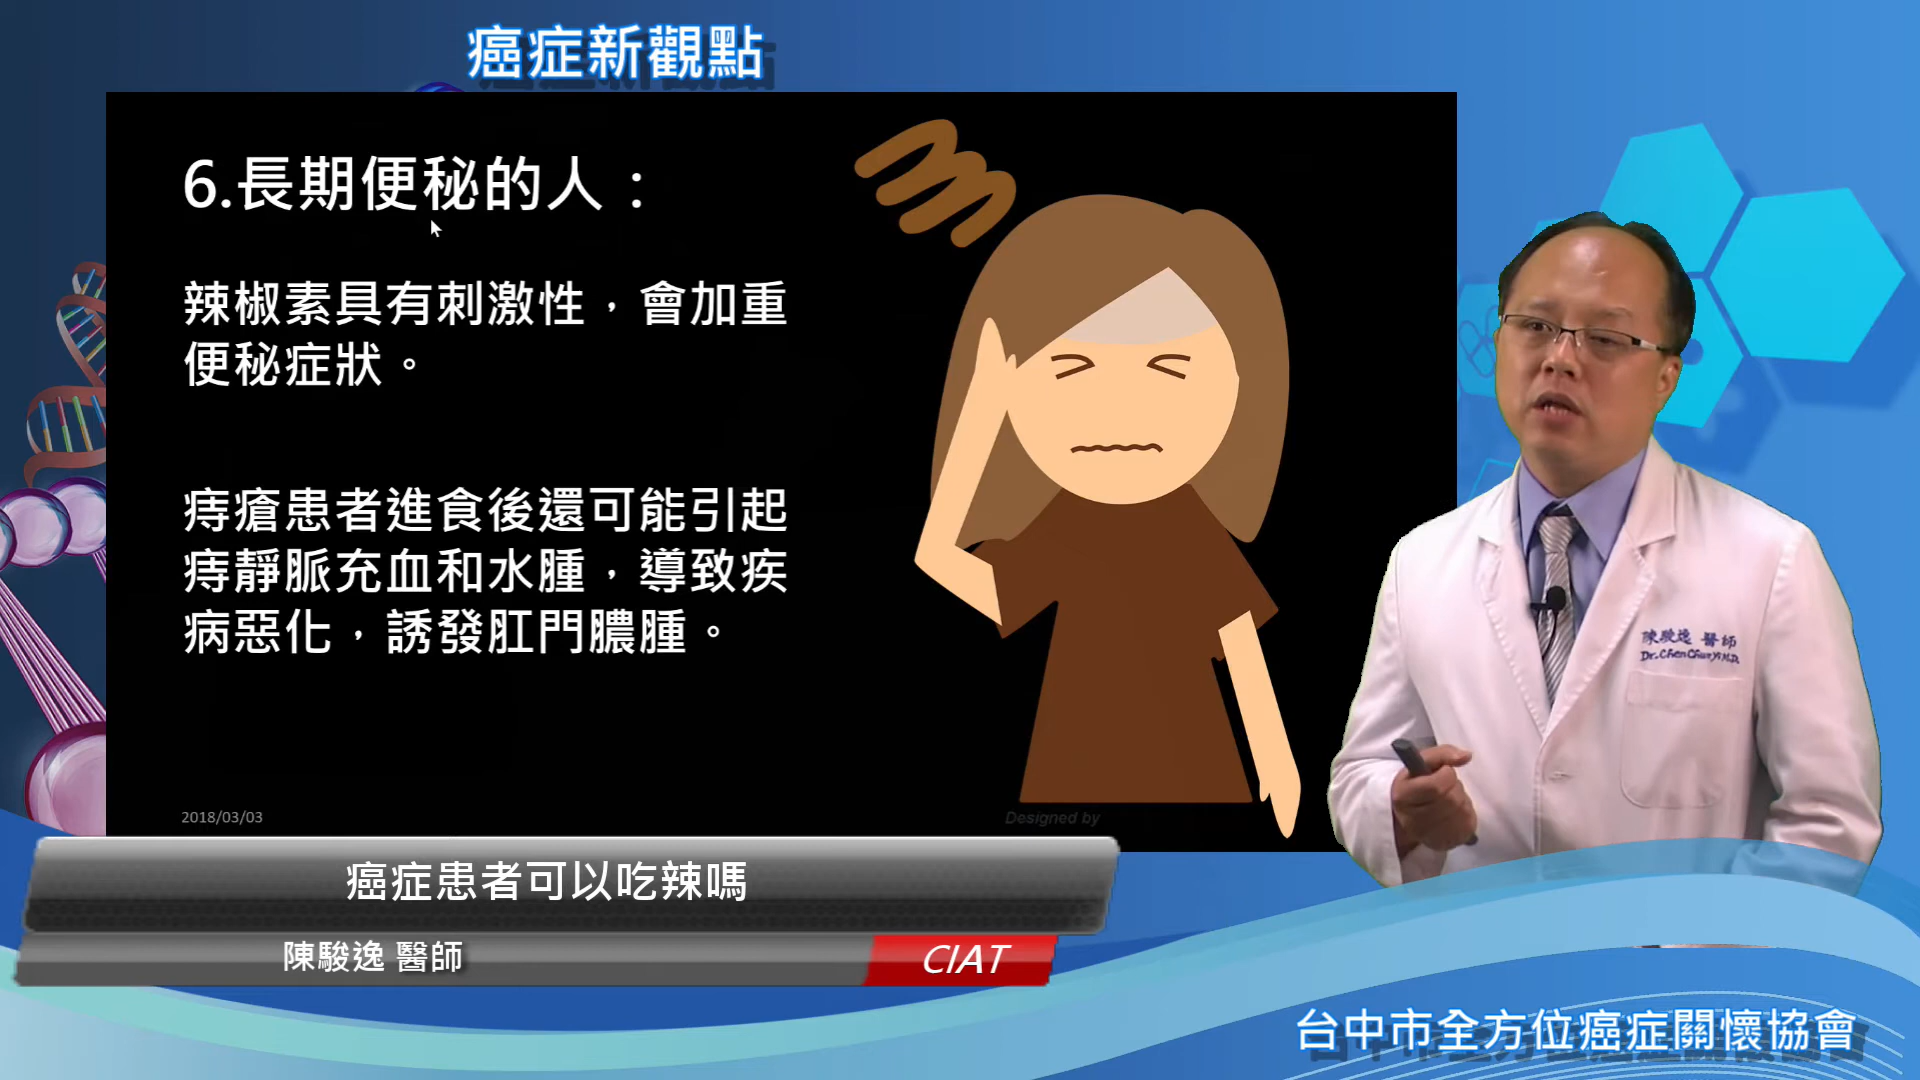 癌症新觀點
6.長期便秘的人：
辣椒素具有刺激性，會加重
便秘症狀。
痔瘡患者進食後還可能引起
痔靜脈充血和水腫，導致疾
病惡化，誘發肛門膿腫。
2018/03/03
Designed by
陳駿逸 醫師
Dr.Chen Chun Yi M.D.
癌症患者可以吃辣嗎
陳駿逸 醫師
CIAT
台中市全方位癌症關懷協會